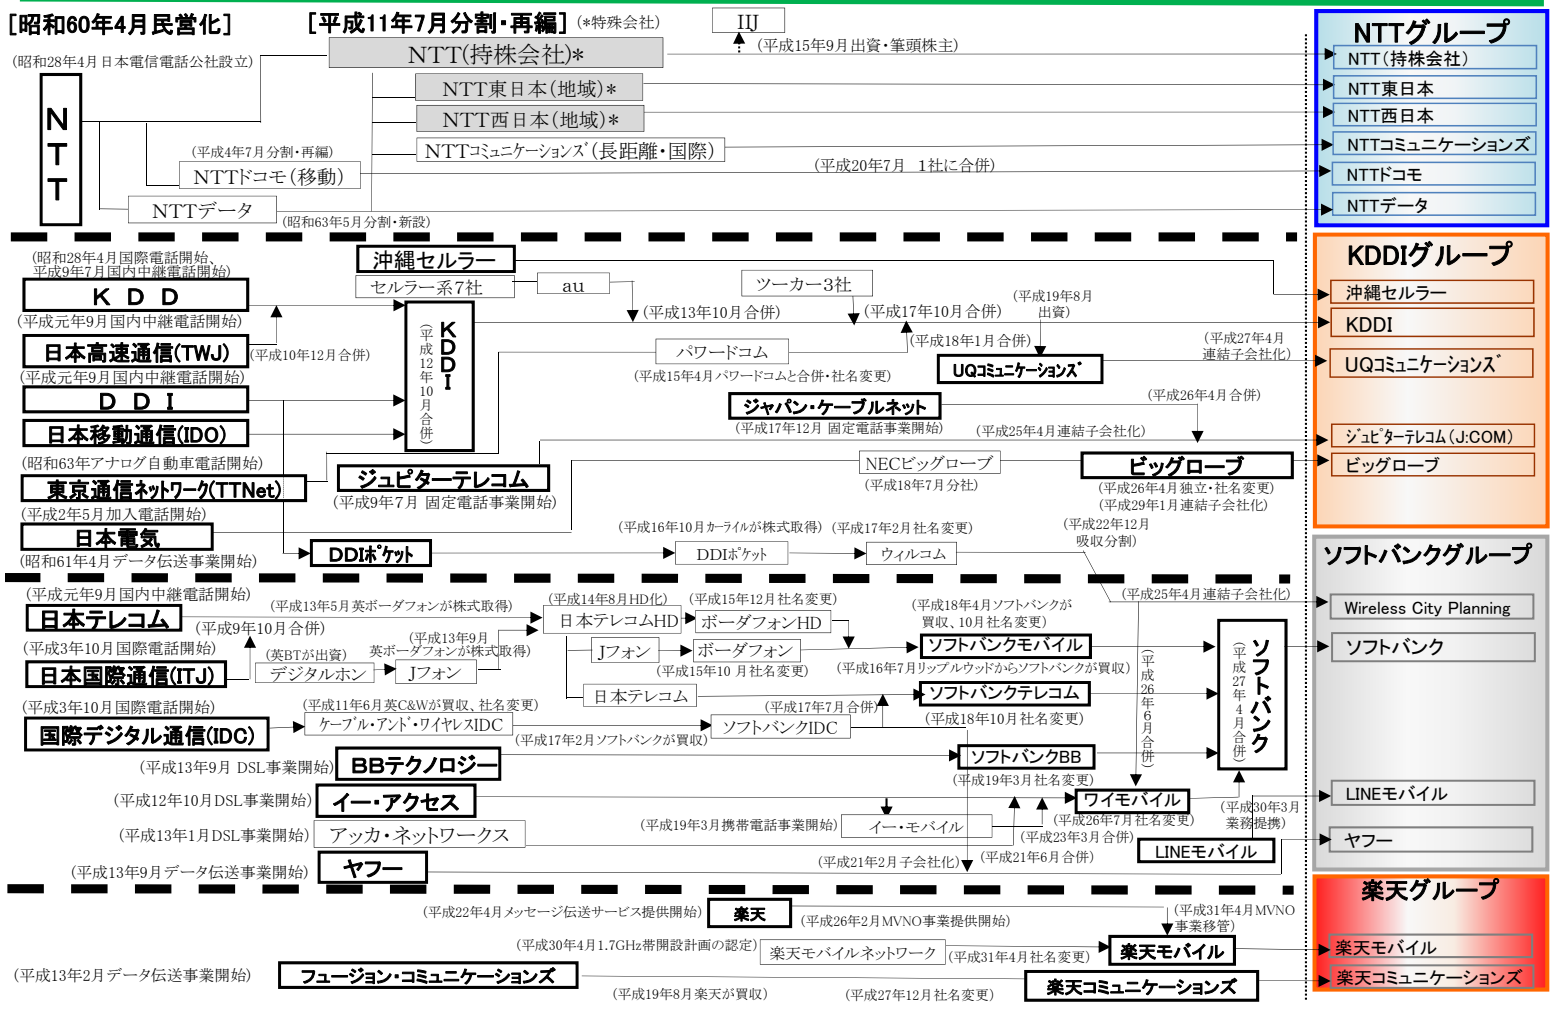 [昭和60年4月民営化]
[平成11年7月分割・再編] (*特殊会社)
IIJ
(平成15年9月出資・筆頭株主)
(昭和28年4月日本電信電話公社設立)
NTT
NTT(持株会社)*
NTT東日本(地域)*
NTT西日本(地域)*
NTTコミュニケーションズ(長距離・国際)
(平成4年7月分割・再編)
NTTドコモ(移動)
(平成20年7月 1社に合併)
NTTデータ
(昭和63年5月分割・新設)
NTTグループ
NTT(持株会社)
NTT東日本
NTT西日本
NTTコミュニケーションズ
NTTドコモ
NTTデータ
(昭和28年4月国際電話開始、
平成9年7月国内中継電話開始)
KDD
(平成元年9月国内中継電話開始)
日本高速通信(TWJ)
(平成10年12月合併)
(平成元年9月国内中継電話開始)
DDI
日本移動通信(IDO)
(昭和63年アナログ自動車電話開始)
東京通信ネットワーク(TTNet)
(平成2年5月加入電話開始)
日本電気
(昭和61年4月データ伝送事業開始)
沖縄セルラー
セルラー系7社
au
ツーカー3社
KDDI
(平成12年10月合併)
(平成13年10月合併)
(平成17年10月合併)
(平成19年8月
出資)
パワードコム
(平成18年1月合併)
(平成15年4月パワードコムと合併・社名変更)
UQコミュニケーションズ
(平成27年4月
連結子会社化)
ジャパン・ケーブルネット
(平成26年4月合併)
(平成17年12月 固定電話事業開始)
(平成25年4月連結子会社化)
ジュピターテレコム
(平成9年7月 固定電話事業開始)
NECビッグローブ
(平成18年7月分社)
ビッグローブ
(平成26年4月独立・社名変更)
(平成29年1月連結子会社化)
DDIポケット
(平成16年10月カーライルが株式取得)
DDIポケット
(平成17年2月社名変更)
ウィルコム
(平成22年12月
吸収分割)
KDDIグループ
沖縄セルラー
KDDI
UQコミュニケーションズ
ジュピターテレコム(J:COM)
ビッグローブ
(平成元年9月国内中継電話開始)
日本テレコム
(平成9年10月合併)
(平成3年10月国際電話開始)
日本国際通信(ITJ)
(平成3年10月国際電話開始)
国際デジタル通信(IDC)
(平成13年5月英ボーダフォンが株式取得)
(英BTが出資)
デジタルホン
(平成13年9月
英ボーダフォンが株式取得)
Jフォン
(平成14年8月HD化)
日本テレコムHD
(平成15年12月社名変更)
ボーダフォンHD
Jフォン
ボーダフォン
(平成15年10月社名変更)
日本テレコム
(平成18年4月ソフトバンクが
買収、10月社名変更)
ソフトバンクモバイル
(平成16年7月リップルウッドからソフトバンクが買収)
ソフトバンクテレコム
(平成17年7月合併)
(平成18年10月社名変更)
(平成11年6月英C&Wが買収、社名変更)
ケーブル・アンド・ワイヤレスIDC
(平成17年2月ソフトバンクが買収)
ソフトバンクIDC
(平成13年9月 DSL事業開始)
BBテクノロジー
ソフトバンクBB
(平成19年3月社名変更)
(平成25年4月連結子会社化)
(平成26年6月合併)
ソフトバンク
(平成27年4月合併)
(平成12年10月DSL事業開始)
イー・アクセス
ワイモバイル
(平成26年7月社名変更)
(平成30年3月
業務提携)
(平成13年1月DSL事業開始)
アッカ・ネットワークス
(平成19年3月携帯電話事業開始)
イー・モバイル
(平成23年3月合併)
(平成21年2月子会社化)
(平成21年6月合併)
LINEモバイル
(平成13年9月データ伝送事業開始)
ヤフー
ソフトバンクグループ
Wireless City Planning
ソフトバンク
LINEモバイル
ヤフー
(平成22年4月メッセージ伝送サービス提供開始)
楽天
(平成26年2月MVNO事業提供開始)
(平成31年4月MVNO
事業移管)
(平成30年4月1.7GHz帯開設計画の認定)
楽天モバイルネットワーク
(平成31年4月社名変更)
楽天モバイル
(平成13年2月データ伝送事業開始)
フュージョン・コミュニケーションズ
(平成19年8月楽天が買収)
(平成27年12月社名変更)
楽天コミュニケーションズ
楽天グループ
楽天モバイル
楽天コミュニケーションズ